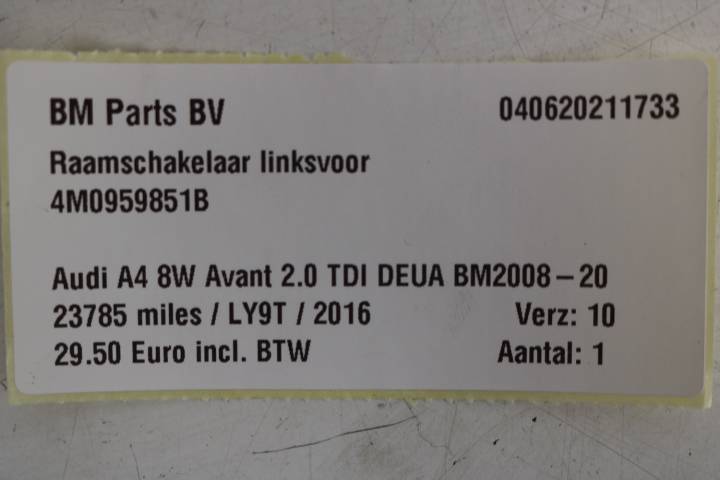 BM Parts BV 040620211733
Raamschakelaar linksvoor
4M0959851B
Audi A4 8W Avant 2.0 TDI DEUA BM2008-20
23785 miles / LY9T / 2016 Verz: 10
29.50 Euro incl. BTW Aantal: 1